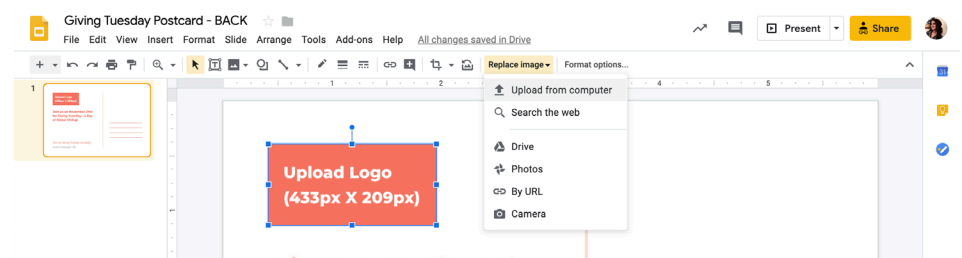 Giving Tuesday Postcard - BACK
File Edit View Insert Format Slide Arrange Tools Add-ons Help All changes saved in Drive
Present
Share
Replace image
Format options...
1 2 4 5
1
Upload from computer
Search the web
Drive
Photos
By URL
Camera
Upload Logo
(433px X 209px)
31